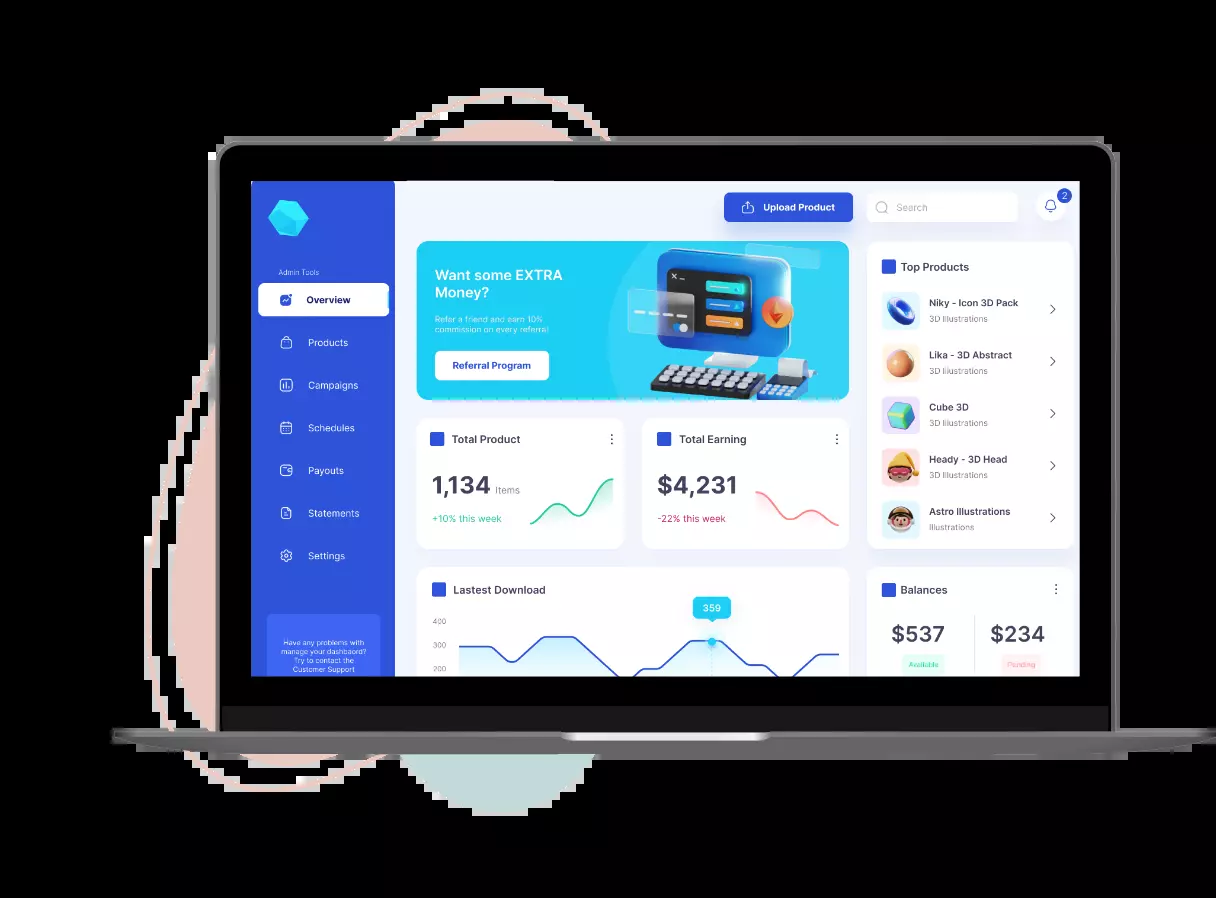 Upload Product
Search
2
Admin Tools
Overview
Products
Campaigns
Schedules
Payouts
Statements
Settings
Have any problems with
manage your dashbaord?
Try to contact the
Customer Support
Want some EXTRA
Money?
Refer a friend and earn 10%
commission on every referral
Referral Program
Total Product
1,134 Items
+10% this week
Total Earning
$4,231
-22% this week
Lastest Download
359
400
300
200
Top Products
Niky - Icon 3D Pack
3D Illustrations
Lika - 3D Abstract
3D Illustrations
Cube 3D
3D Illustrations
Heady - 3D Head
3D Illustrations
Astro Illustrations
Illustrations
Balances
$537
Available
$234
Pending